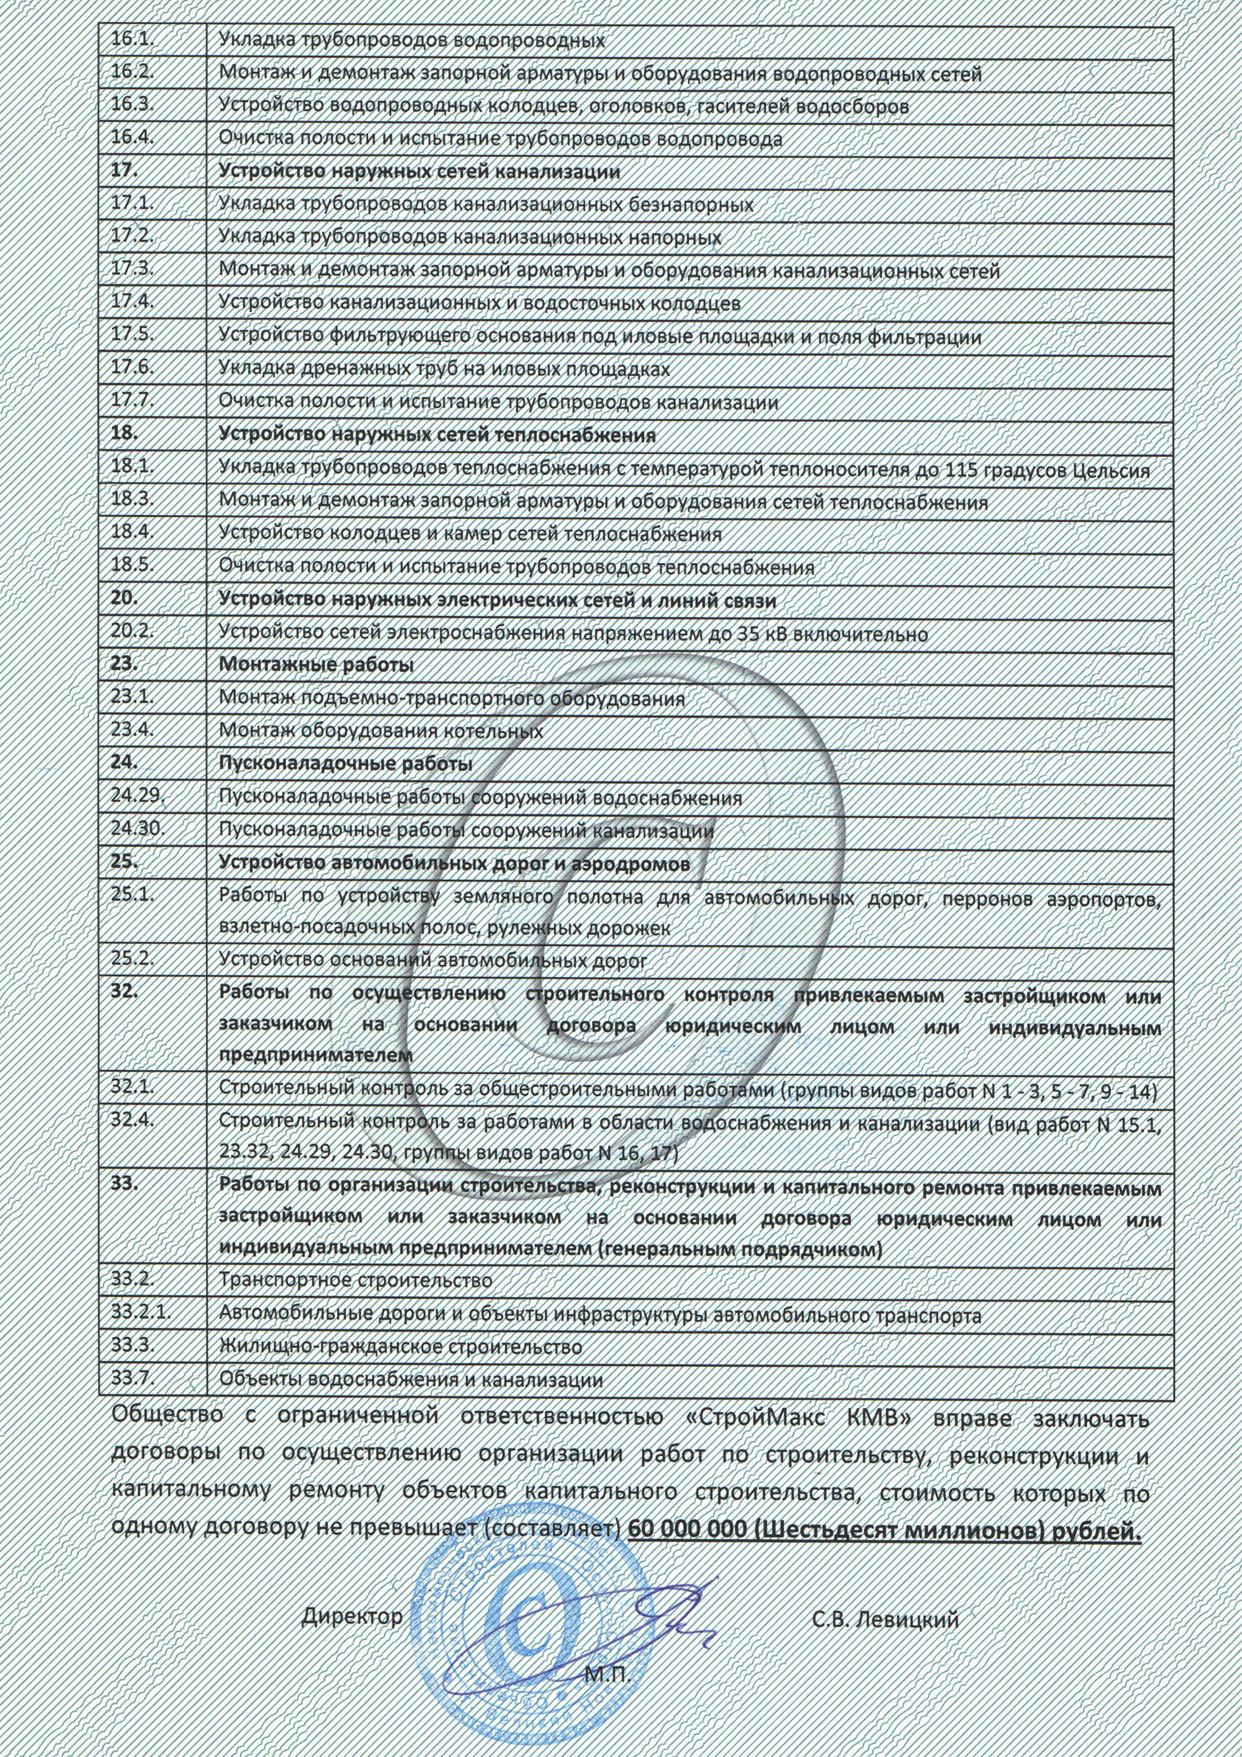 16.1. Укладка трубопроводов водопроводных
16.2. Монтаж и демонтаж запорной арматуры и оборудования водопроводных сетей
16.3. Устройство водопроводных колодцев, оголовков, гасителей водосборов
16.4. Очистка полости и испытание трубопроводов водопровода
17. Устройство наружных сетей канализации
17.1. Укладка трубопроводов канализационных безнапорных
17.2. Укладка трубопроводов канализационных напорных
17.3. Монтаж и демонтаж запорной арматуры и оборудования канализационных сетей
17.4. Устройство канализационных и водосточных колодцев
17.5. Устройство фильтрующего основания под иловые площадки и поля фильтрации
17.6. Укладка дренажных труб на иловых площадках
17.7. Очистка полости и испытание трубопроводов канализации
18. Устройство наружных сетей теплоснабжения
18.1. Укладка трубопроводов теплоснабжения с температурой теплоносителя до 115 градусов Цельсия
18.3. Монтаж и демонтаж запорной арматуры и оборудования сетей теплоснабжения
18.4. Устройство колодцев и камер сетей теплоснабжения
18.5. Очистка полости и испытание трубопроводов теплоснабжения
20. Устройство наружных электрических сетей и линий связи
20.2. Устройство сетей электроснабжения напряжением до 35 кВ включительно
23. Монтажные работы
23.1. Монтаж подъемно-транспортного оборудования
23.4. Монтаж оборудования котельных
24. Пусконаладочные работы
24.29. Пусконаладочные работы сооружений водоснабжения
24.30. Пусконаладочные работы сооружений канализации
25. Устройство автомобильных дорог и аэродромов
25.1. Работы по устройству земляного полотна для автомобильных дорог, перронов аэропортов,
взлетно-посадочных полос, рулежных дорожек
25.2. Устройство оснований автомобильных дорог
32. Работы по осуществлению строительного контроля привлекаемым застройщиком или
заказчиком на основании договора юридическим лицом или индивидуальным
предпринимателем
32.1. Строительный контроль за общестроительными работами (группы видов работ N 1 - 3, 5 - 7, 9 - 14)
32.4. Строительный контроль за работами в области водоснабжения и канализации (вид работ N 15.1,
23.32, 24.29, 24.30, группы видов работ N 16, 17)
33. Работы по организации строительства, реконструкции и капитального ремонта привлекаемым
застройщиком или заказчиком на основании договора юридическим лицом или
индивидуальным предпринимателем (генеральным подрядчиком)
33.2. Транспортное строительство
33.2.1. Автомобильные дороги и объекты инфраструктуры автомобильного транспорта
33.3. Жилищно-гражданское строительство
33.7. Объекты водоснабжения и канализации
Общество с ограниченной ответственностью «СтройМакс КМВ» вправе заключать
договоры по осуществлению организации работ по строительству, реконструкции и
капитальному ремонту объектов капитального строительства, стоимость которых по
одному договору не превышает (составляет) 60 000 000 (Шестьдесят миллионов) рублей.
Директор С.В. Левицкий
М.П.
Строителей
Великий Нов